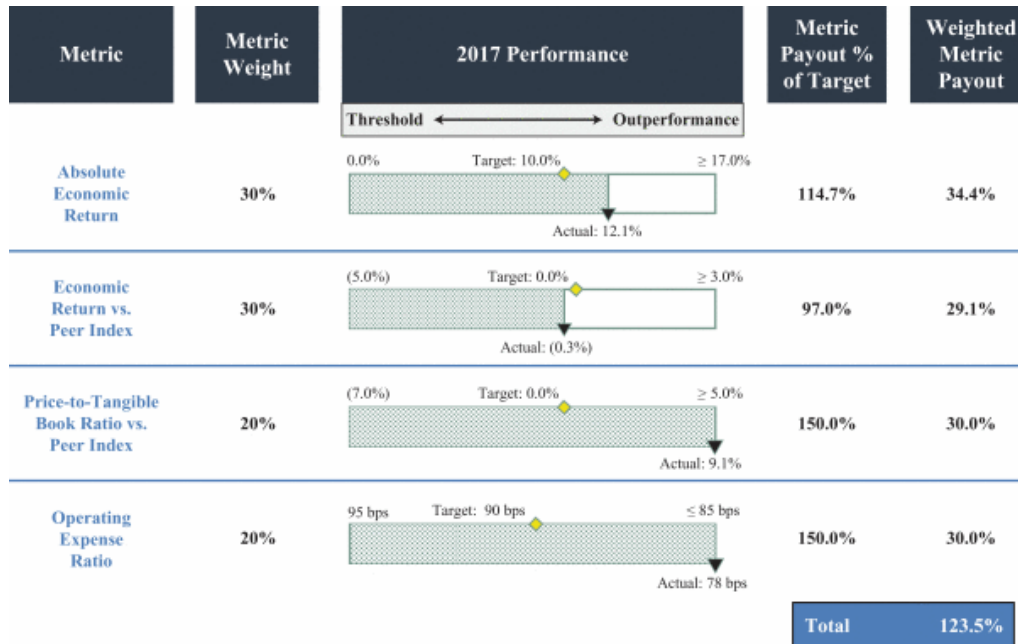 Metric
Metric
Weight
2017 Performance
Metric
Payout %
of Target
Weighted
Metric
Payout
Threshold Outperformance
Absolute
Economic
Return
30%
0.0% Target: 10.0% ≥ 17.0%
Actual: 12.1%
114.7%
34.4%
Economic
Return vs.
Peer Index
30%
(5.0%) Target: 0.0% ≥ 3.0%
Actual: (0.3%)
97.0%
29.1%
Price-to-Tangible
Book Ratio vs.
Peer Index
20%
(7.0%) Target: 0.0% ≥ 5.0%
Actual: 9.1%
150.0%
30.0%
Operating
Expense
Ratio
20%
95 bps Target: 90 bps ≤ 85 bps
Actual: 78 bps
150.0%
30.0%
Total 123.5%